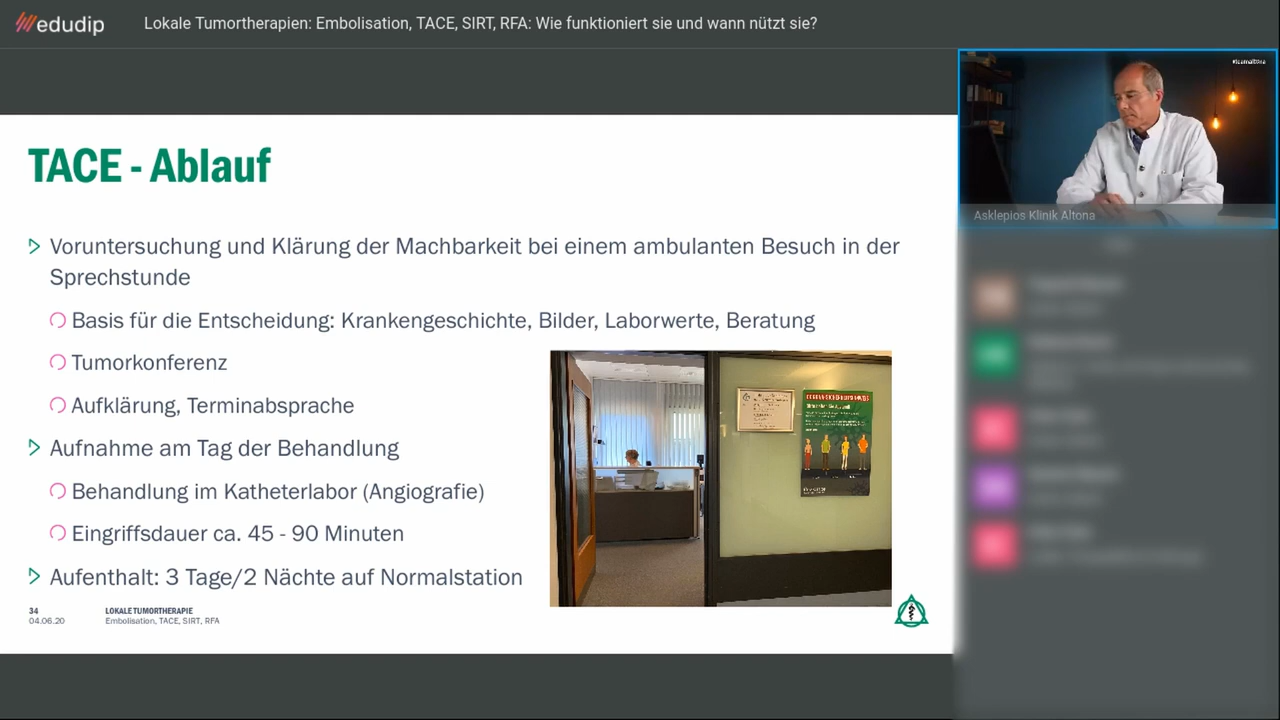 edudip
Lokale Tumortherapien: Embolisation, TACE, SIRT, RFA: Wie funktioniert sie und wann nützt sie?
TACE - Ablauf
Voruntersuchung und Klärung der Machbarkeit bei einem ambulanten Besuch in der
Sprechstunde
Basis für die Entscheidung: Krankengeschichte, Bilder, Laborwerte, Beratung
Tumorkonferenz
Aufklärung, Terminabsprache
Aufnahme am Tag der Behandlung
Behandlung im Katheterlabor (Angiografie)
Eingriffsdauer ca. 45 - 90 Minuten
Aufenthalt: 3 Tage/2 Nächte auf Normalstation
34
LOKALE TUMORTHERAPIE
04.06.20
Embolisation, TACE, SIRT, RFA
#teamaltona
Asklepios Klinik Altona